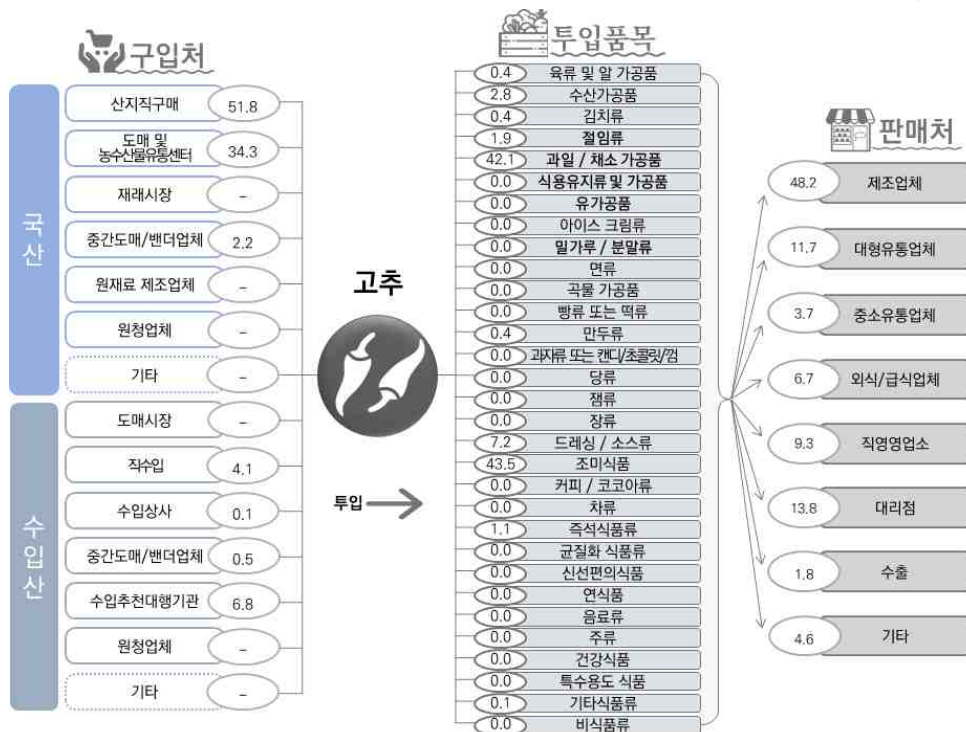 구입처
국산
산지직구매 51.8
도매 및
농수산물유통센터 34.3
재래시장 -
중간도매/밴더업체 2.2
원재료 제조업체 -
원청업체 -
기타 -
수입산
도매시장 -
직수입 4.1
수입상사 0.1
중간도매/밴더업체 0.5
수입추천대행기관 6.8
원청업체 -
기타 -
고추
투입
투입품목
0.4 육류 및 알 가공품
2.8 수산가공품
0.4 김치류
1.9 절임류
42.1 과일 / 채소 가공품
0.0 식용유지류 및 가공품
0.0 유가공품
0.0 아이스 크림류
0.0 밀가루 / 분말류
0.0 면류
0.0 곡물 가공품
0.0 빵류 또는 떡류
0.4 만두류
0.0 과자류 또는 캔디/초콜릿/껌
0.0 당류
0.0 잼류
0.0 장류
7.2 드레싱 / 소스류
43.5 조미식품
0.0 커피 / 코코아류
0.0 차류
1.1 즉석식품류
0.0 균질화 식품류
0.0 신선편의식품
0.0 연식품
0.0 음료류
0.0 주류
0.0 건강식품
0.0 특수용도 식품
0.1 기타식품류
0.0 비식품류
판매처
48.2 제조업체
11.7 대형유통업체
3.7 중소유통업체
6.7 외식/급식업체
9.3 직영영업소
13.8 대리점
1.8 수출
4.6 기타